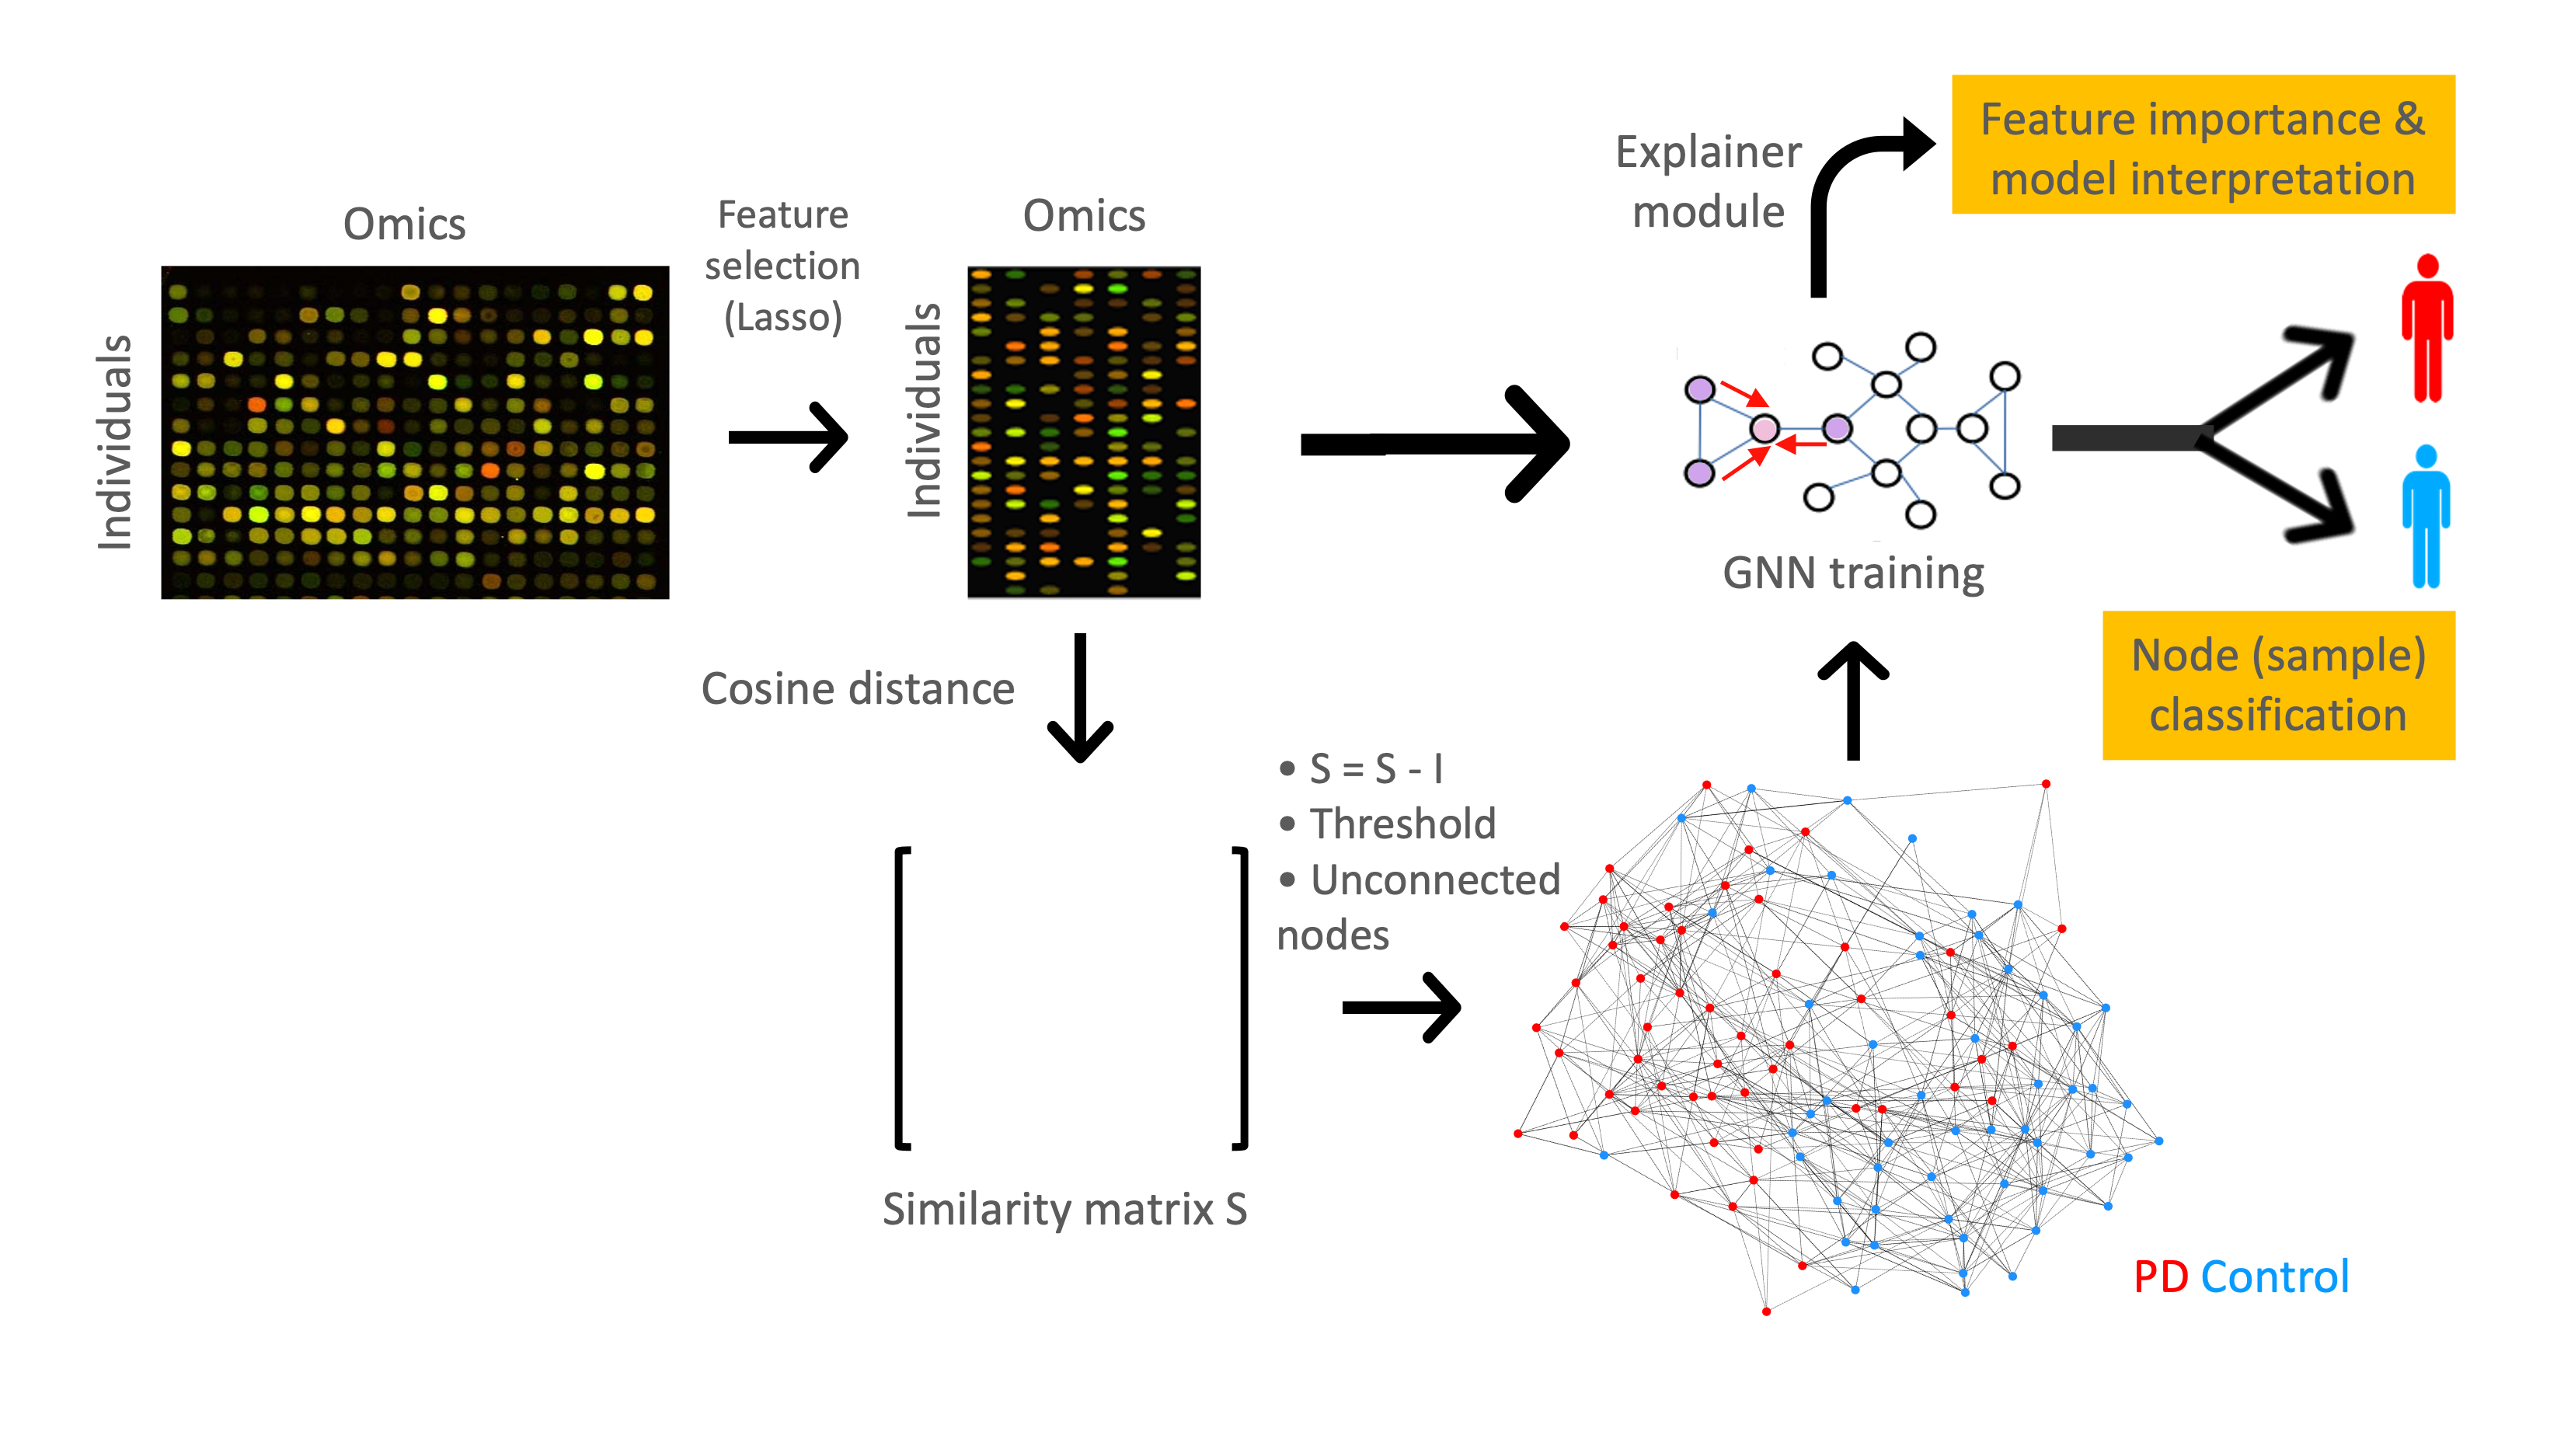 Omics
Individuals
Feature
selection
(Lasso)
Omics
Individuals
Explainer
module
Feature importance &
model interpretation
GNN training
Node (sample)
classification
Cosine distance
• S = S - I
• Threshold
• Unconnected
nodes
Similarity matrix S
PD Control